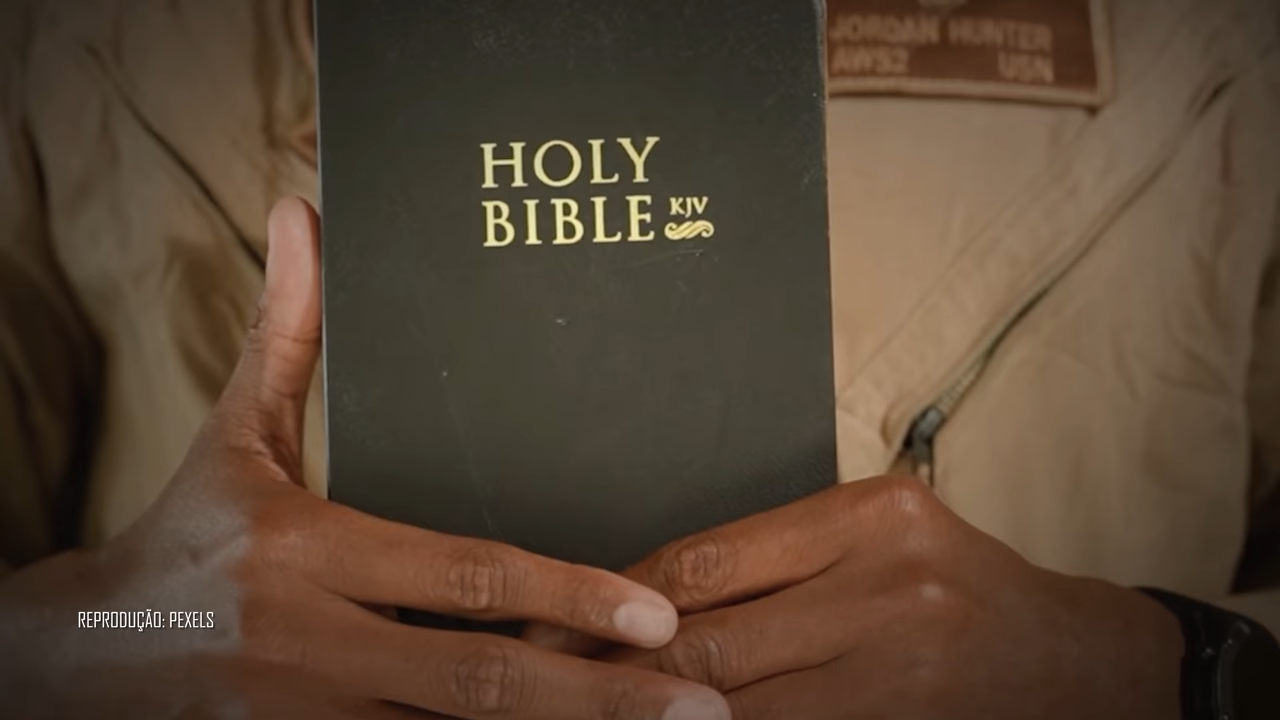 JORDAN HUNTER
AWS2 USN
HOLY
BIBLE KJV
REPRODUÇÃO: PEXELS